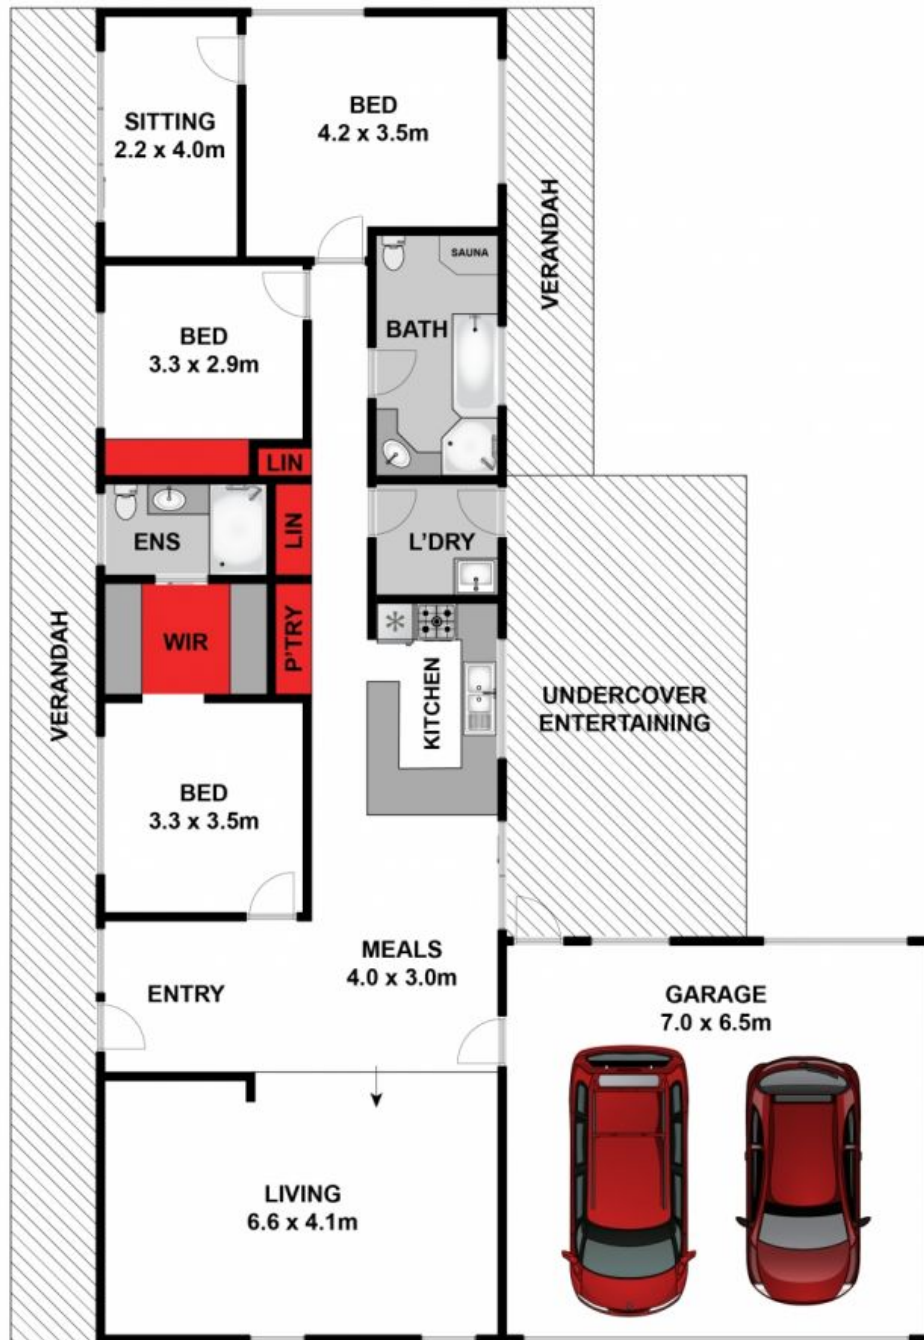 SITTING
2.2 x 4.0m
BED
4.2 x 3.5m
VERANDAH
SAUNA
BATH
BED
3.3 x 2.9m
LIN
LIN
ENS
L'DRY
WIR
P'TRY
KITCHEN
VERANDAH
UNDERCOVER
ENTERTAINING
BED
3.3 x 3.5m
MEALS
4.0 x 3.0m
ENTRY
GARAGE
7.0 x 6.5m
LIVING
6.6 x 4.1m